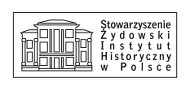 Stowarzyszenie
Żydowski
Instytut
Historyczny
w Polsce